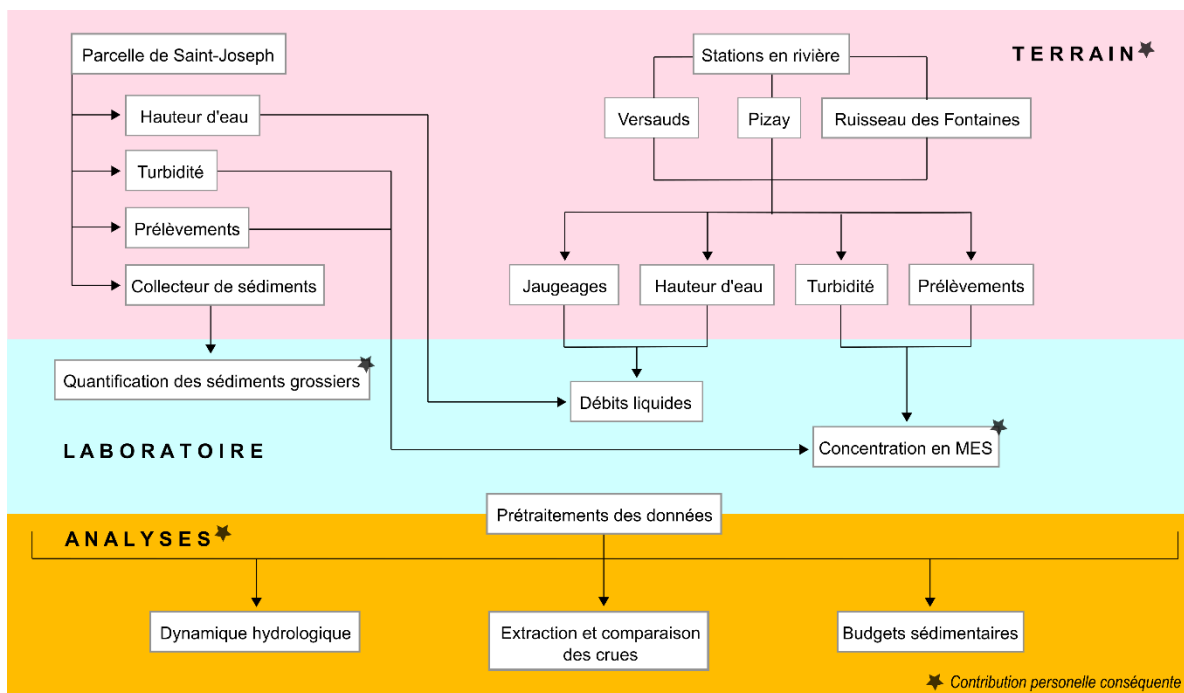 Parcelle de Saint-Joseph
Hauteur d'eau
Turbidité
Prélèvements
Collecteur de sédiments
Stations en rivière
TERRAIN
Versauds
Pizay
Ruisseau des Fontaines
Jaugeages
Hauteur d'eau
Turbidité
Prélèvements
Quantification des sédiments grossiers
Débits liquides
LABORATOIRE
Concentration en MES
Prétraitements des données
ANALYSES
Dynamique hydrologique
Extraction et comparaison
des crues
Budgets sédimentaires
Contribution personelle conséquente